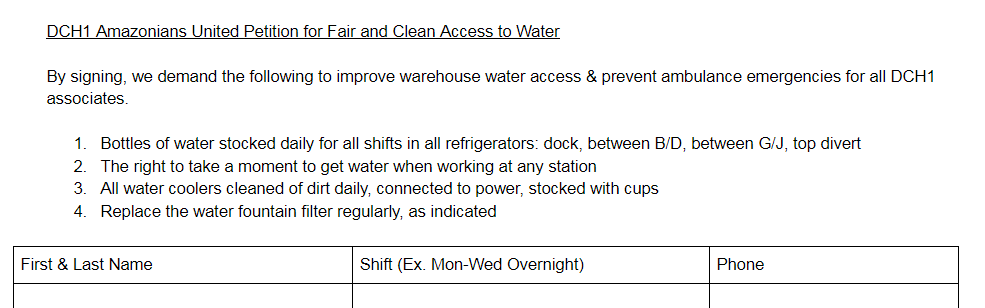 DCH1 Amazonians United Petition for Fair and Clean Access to Water
By signing, we demand the following to improve warehouse water access & prevent ambulance emergencies for all DCH1
associates.
1. Bottles of water stocked daily for all shifts in all refrigerators: dock, between B/D, between G/J, top divert
2. The right to take a moment to get water when working at any station
3. All water coolers cleaned of dirt daily, connected to power, stocked with cups
4. Replace the water fountain filter regularly, as indicated
First & Last Name Shift (Ex. Mon-Wed Overnight) Phone